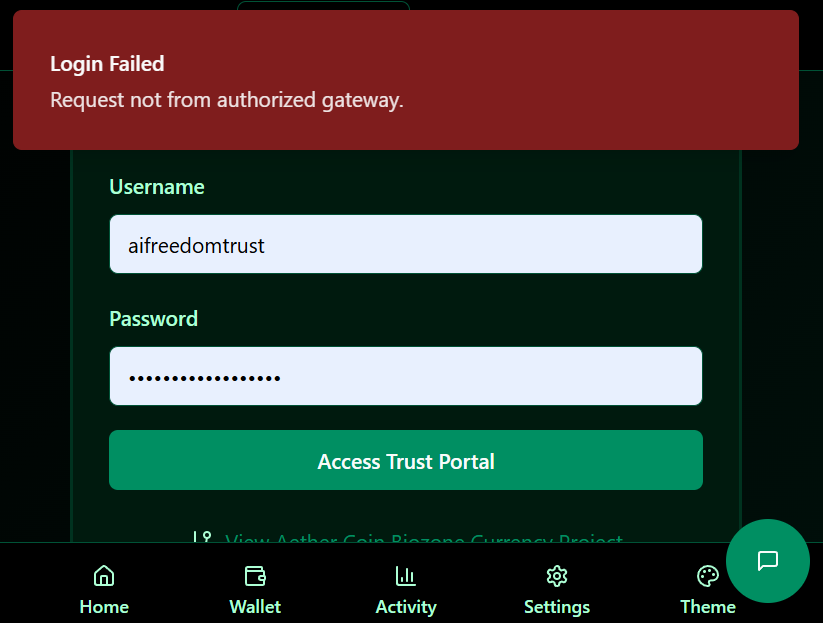 Login Failed
Request not from authorized gateway.
Username
aifreedomtrust
Password
••••••••••••••••••
Access Trust Portal
View Aether Coin Biozone Currency Project
Home
Wallet
Activity
Settings
Theme